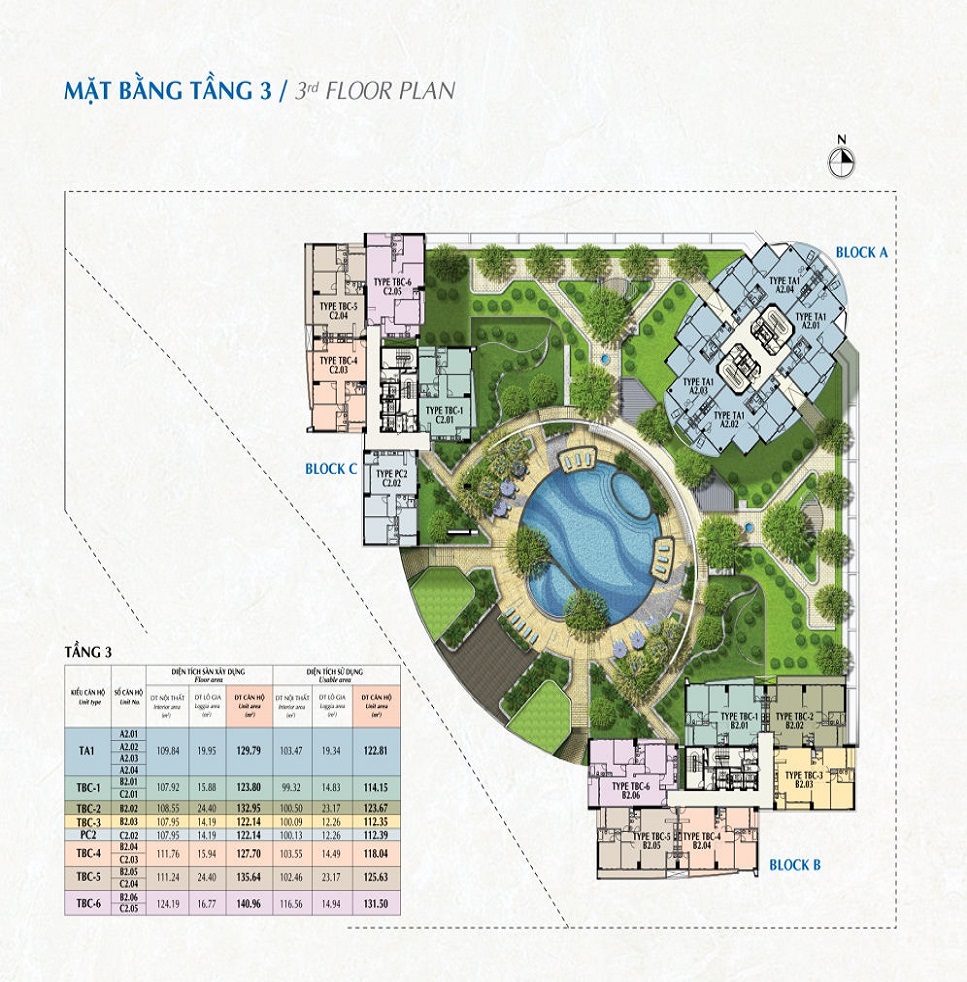 MẶT BẰNG TẦNG 3 / 3rd FLOOR PLAN
N
BLOCK A
TYPE TBC-6
C2.05
TYPE TBC-5
C2.04
TYPE TBC-4
C2.03
TYPE TBC-1
C2.01
TYPE TA1
A2.04
TYPE TA1
A2.01
TYPE TA1
A2.03
TYPE TA1
A2.02
BLOCK C
TYPE PC2
C2.02
TYPE TBC-1
B2.01
TYPE TBC-2
B2.02
TYPE TBC-6
B2.06
TYPE TBC-3
B2.03
TYPE TBC-5
B2.05
TYPE TBC-4
B2.04
BLOCK B
TẦNG 3
KIỂU CĂN HỘ Unit type | SỐ CĂN HỘ Unit No. | DIỆN TÍCH SÀN XÂY DỰNG Floor area | DIỆN TÍCH SỬ DỤNG Usable area
DT NỘI THẤT Interior area (m²) | DT LÔ GIA Loggia area (m²) | DT CĂN HỘ Unit area (m²) | DT NỘI THẤT Interior area (m²) | DT LÔ GIA Loggia area (m²) | DT CĂN HỘ Unit area (m²)
TA1 | A2.01 A2.02 A2.03 A2.04 | 109.84 | 19.95 | 129.79 | 103.47 | 19.34 | 122.81
TBC-1 | B2.01 C2.01 | 107.92 | 15.88 | 123.80 | 99.32 | 14.83 | 114.15
TBC-2 | B2.02 | 108.55 | 24.40 | 132.95 | 100.50 | 23.17 | 123.67
TBC-3 | B2.03 | 107.95 | 14.19 | 122.14 | 100.09 | 12.26 | 112.35
PC2 | C2.02 | 107.95 | 14.19 | 122.14 | 100.13 | 12.26 | 112.39
TBC-4 | B2.04 C2.03 | 111.76 | 15.94 | 127.70 | 103.55 | 14.49 | 118.04
TBC-5 | B2.05 C2.04 | 111.24 | 24.40 | 135.64 | 102.46 | 23.17 | 125.63
TBC-6 | B2.06 C2.05 | 124.19 | 16.77 | 140.96 | 116.56 | 14.94 | 131.50